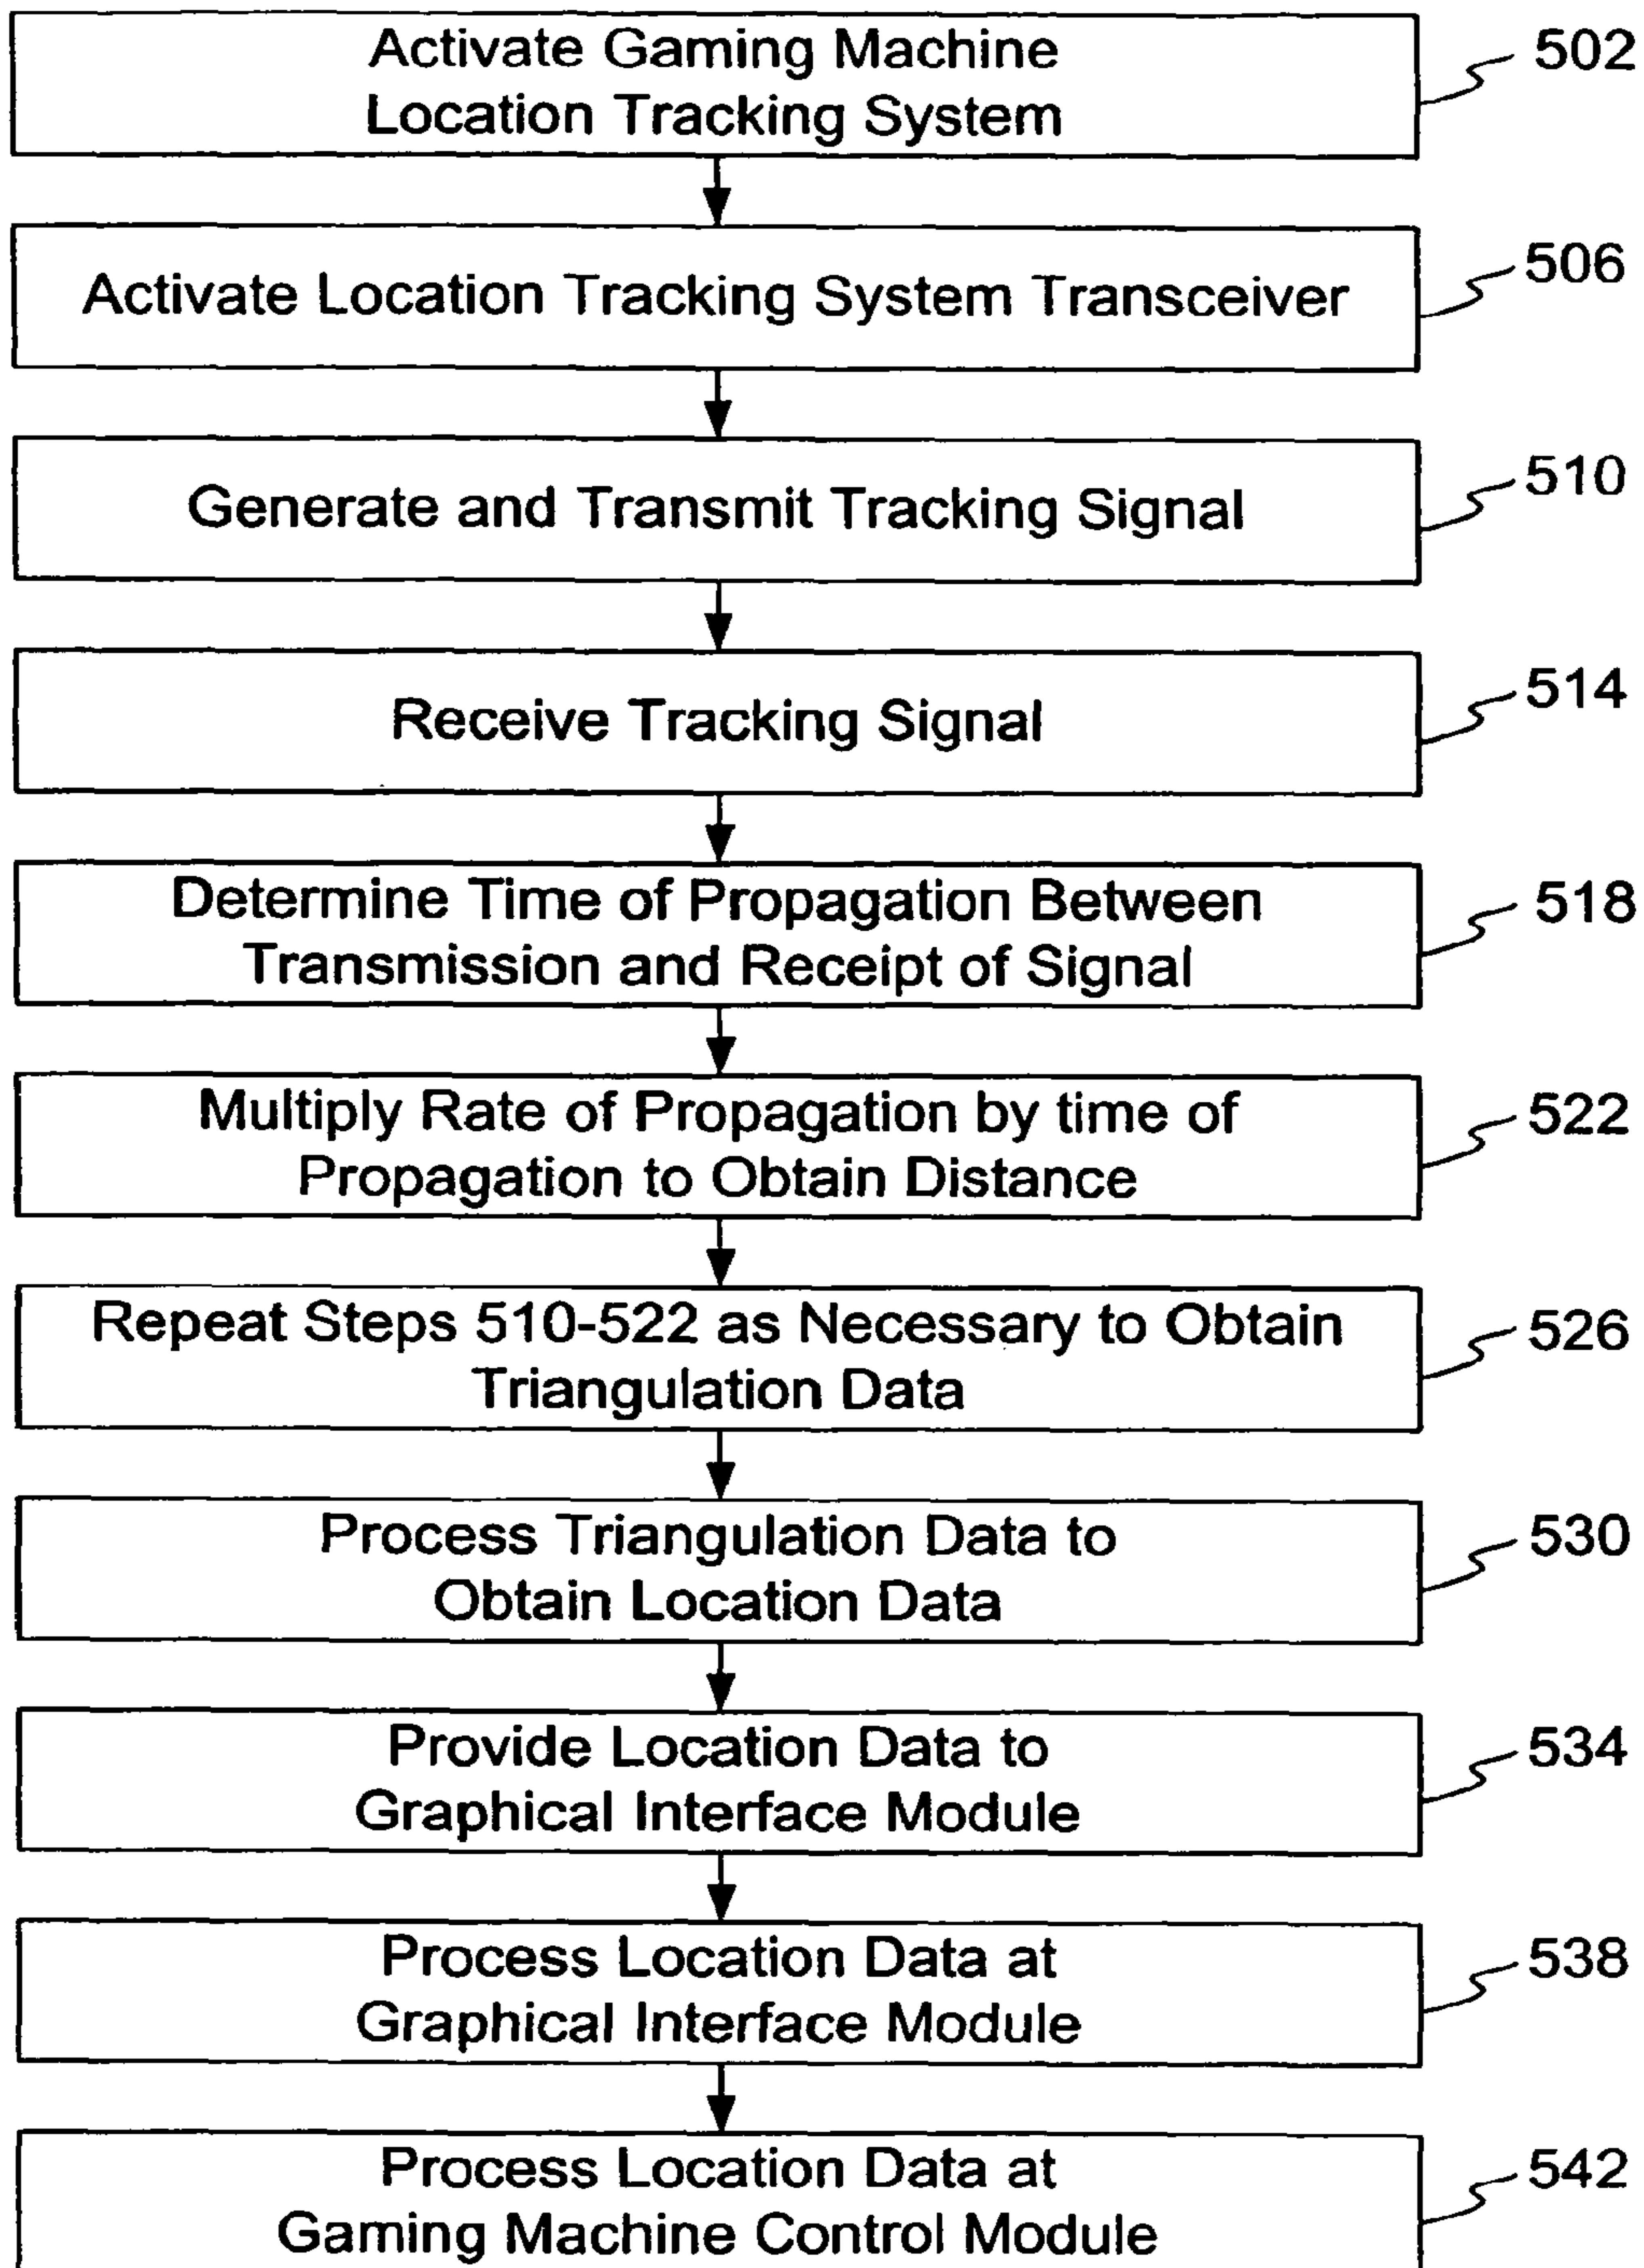 Activate Gaming Machine
Location Tracking System
502
Activate Location Tracking System Transceiver
506
Generate and Transmit Tracking Signal
510
Receive Tracking Signal
514
Determine Time of Propagation Between
Transmission and Receipt of Signal
518
Multiply Rate of Propagation by time of
Propagation to Obtain Distance
522
Repeat Steps 510-522 as Necessary to Obtain
Triangulation Data
526
Process Triangulation Data to
Obtain Location Data
530
Provide Location Data to
Graphical Interface Module
534
Process Location Data at
Graphical Interface Module
538
Process Location Data at
Gaming Machine Control Module
542